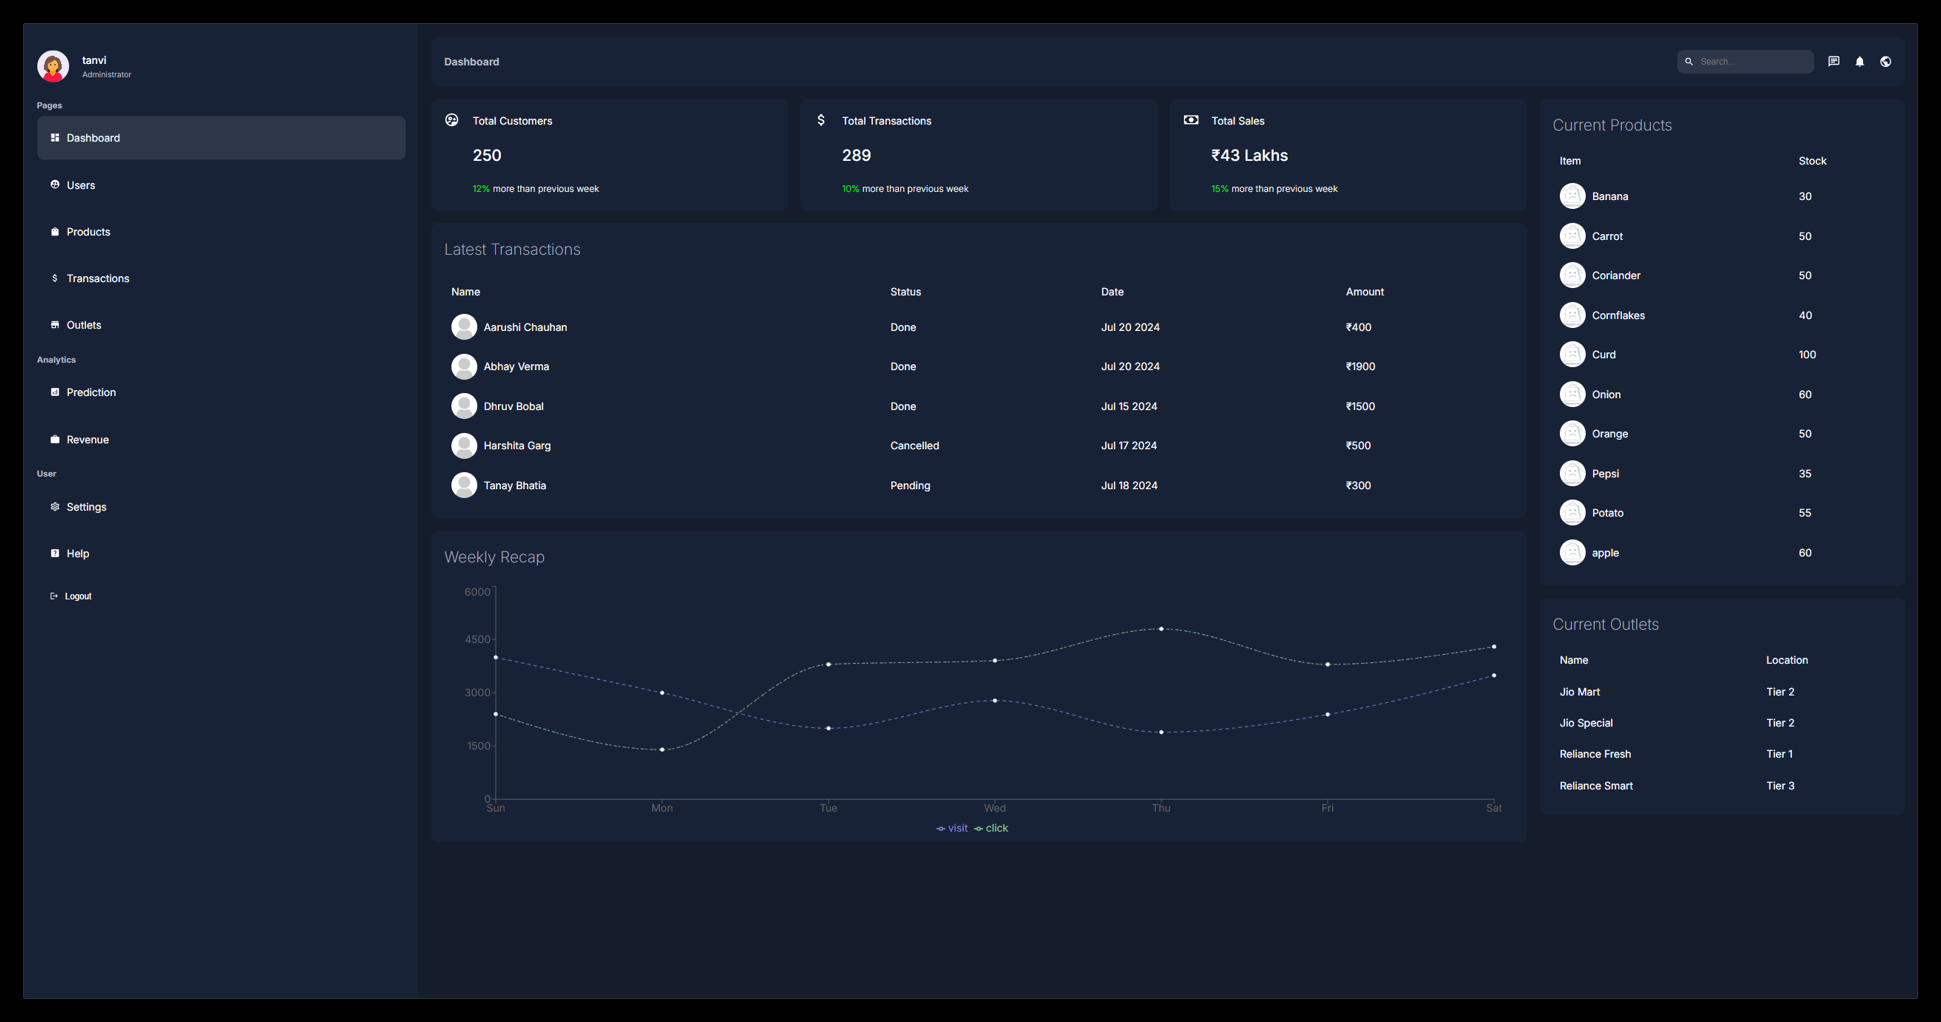 tanvi
Administrator
Pages
Dashboard
Users
Products
Transactions
Outlets
Analytics
Prediction
Revenue
User
Settings
Help
Logout
Dashboard
Search...
Total Customers
250
12% more than previous week
Total Transactions
289
10% more than previous week
Total Sales
₹43 Lakhs
15% more than previous week
Latest Transactions
Name Status Date Amount
Aarushi Chauhan Done Jul 20 2024 ₹400
Abhay Verma Done Jul 20 2024 ₹1900
Dhruv Bobal Done Jul 15 2024 ₹1500
Harshita Garg Cancelled Jul 17 2024 ₹500
Tanay Bhatia Pending Jul 18 2024 ₹300
Weekly Recap
6000
4500
3000
1500
0
Sun Mon Tue Wed Thu Fri Sat
visit click
Current Products
Item Stock
Banana 30
Carrot 50
Coriander 50
Cornflakes 40
Curd 100
Onion 60
Orange 50
Pepsi 35
Potato 55
apple 60
Current Outlets
Name Location
Jio Mart Tier 2
Jio Special Tier 2
Reliance Fresh Tier 1
Reliance Smart Tier 3